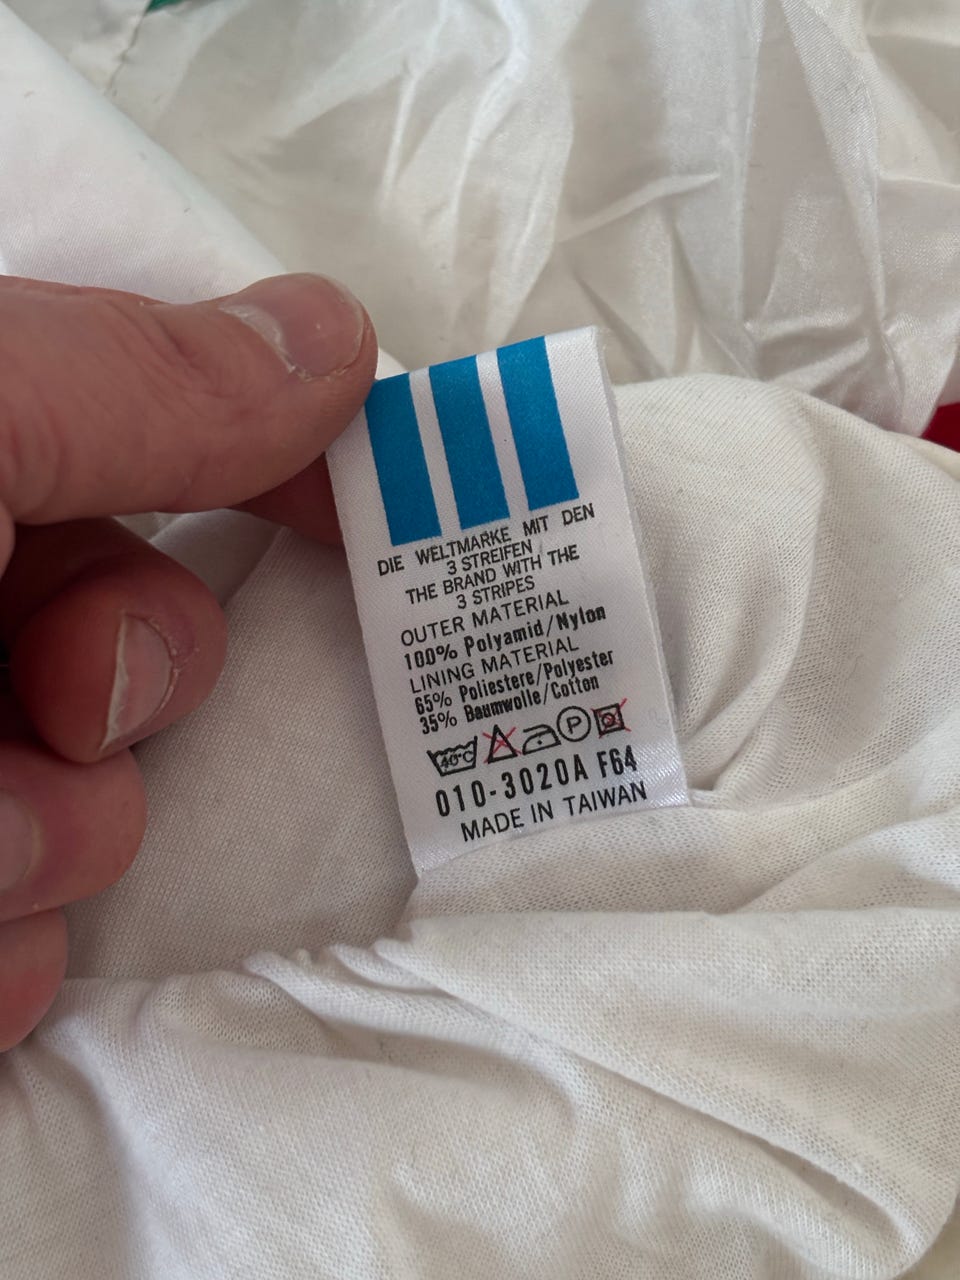 DIE WELTMARKE MIT DEN
3 STREIFEN
THE BRAND WITH THE
3 STRIPES
OUTER MATERIAL
100% Polyamid/Nylon
LINING MATERIAL
65% Poliestere/Polyester
35% Baumwolle/Cotton
40°C P
010-3020A F64
MADE IN TAIWAN